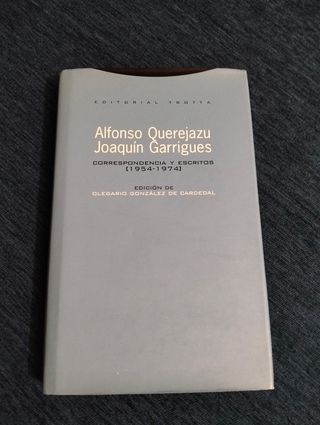 EDITORIAL TROTTA
Alfonso Querejazu
Joaquín Garrigues
CORRESPONDENCIA Y ESCRITOS
[1954-1974]
EDICIÓN DE
OLEGARIO GONZÁLEZ DE CARDEDAL